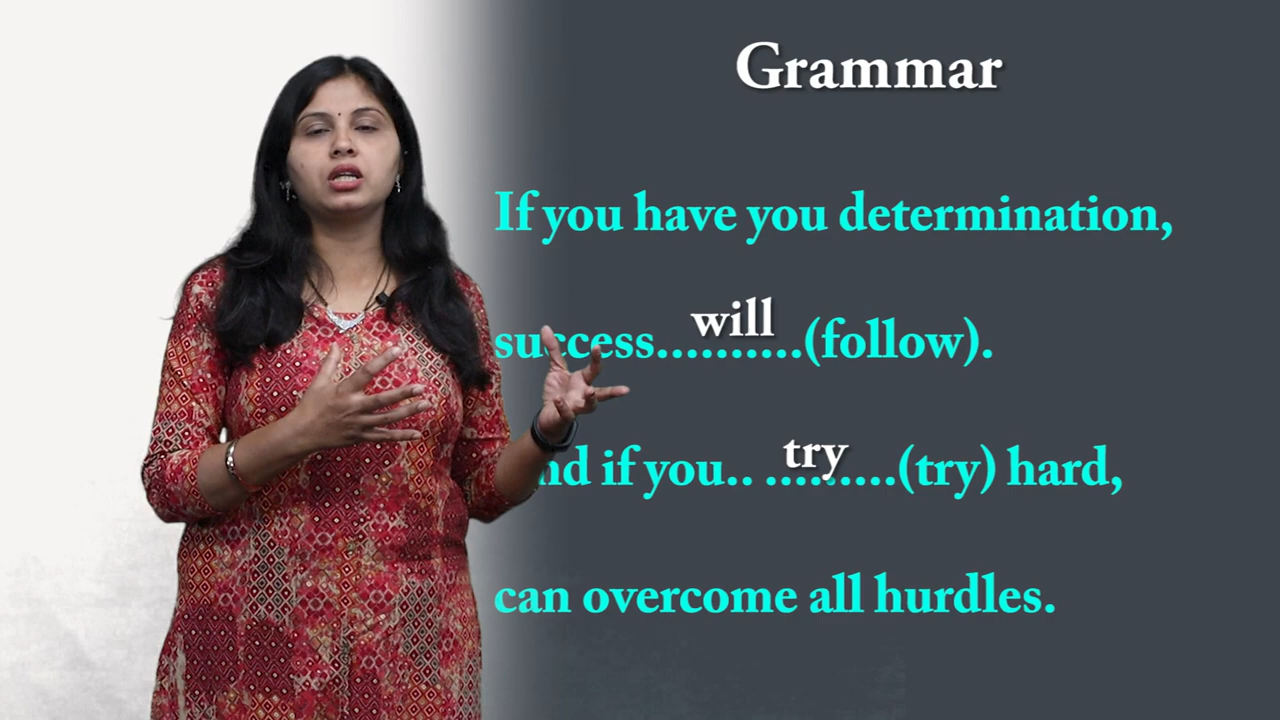 Grammar
If you have you determination,
will
success..........(follow).
try
nd if you.. .........(try) hard,
can overcome all hurdles.